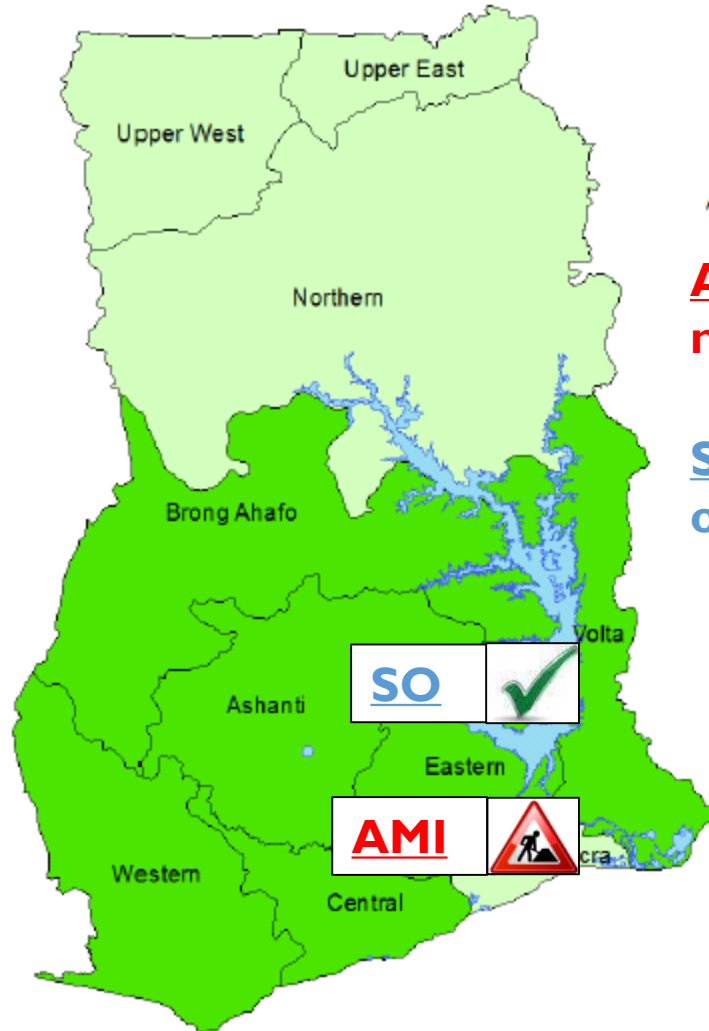 Upper East
Upper West
Northern
Brong Ahafo
Volta
SO
Ashanti
Eastern
AMI
Western
Central